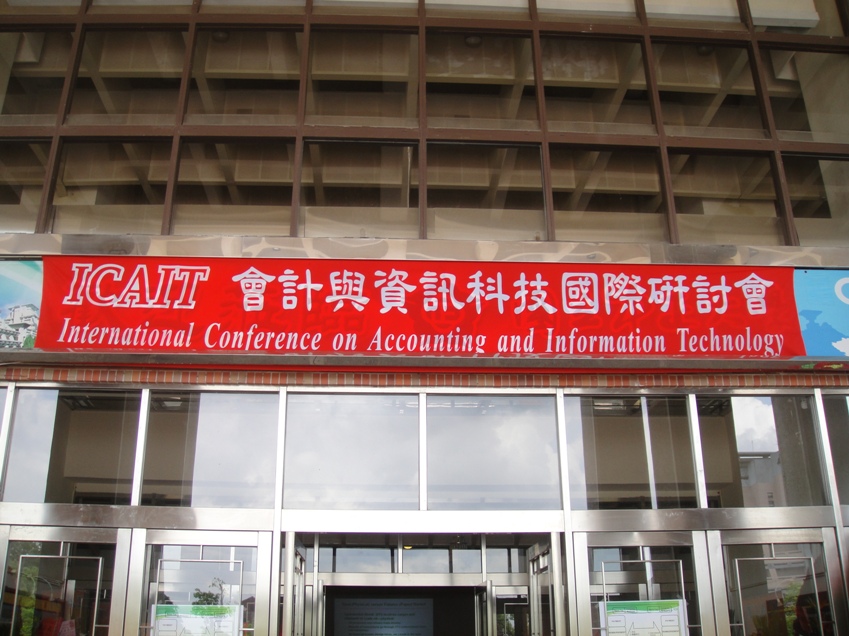 ICAIT 會計與資訊科技國際研討會
International Conference on Accounting and Information Technology